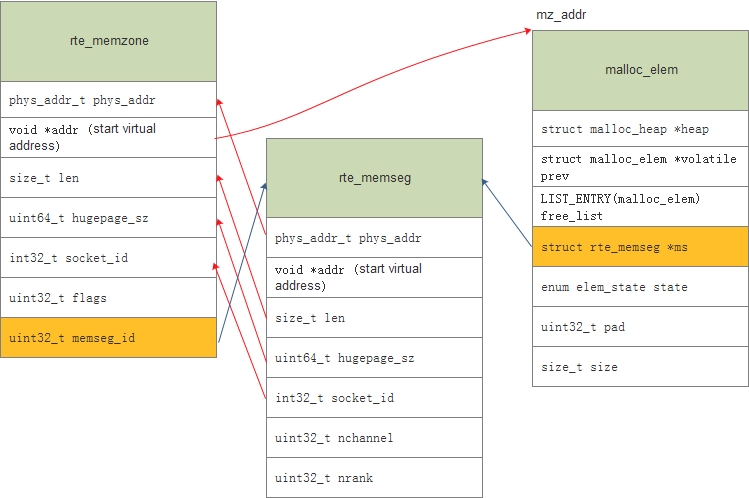 rte_memzone
phys_addr_t phys_addr
void *addr (start virtual
address)
size_t len
uint64_t hugepage_sz
int32_t socket_id
uint32_t flags
uint32_t memseg_id
rte_memseg
phys_addr_t phys_addr
void *addr (start virtual
address)
size_t len
uint64_t hugepage_sz
int32_t socket_id
uint32_t nchannel
uint32_t nrank
mz_addr
malloc_elem
struct malloc_heap *heap
struct malloc_elem *volatile
prev
LIST_ENTRY(malloc_elem)
free_list
struct rte_memseg *ms
enum elem_state state
uint32_t pad
size_t size